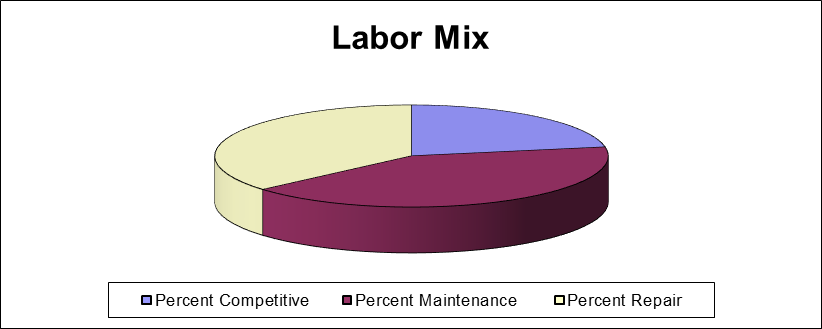 Labor Mix
Percent Competitive Percent Maintenance Percent Repair